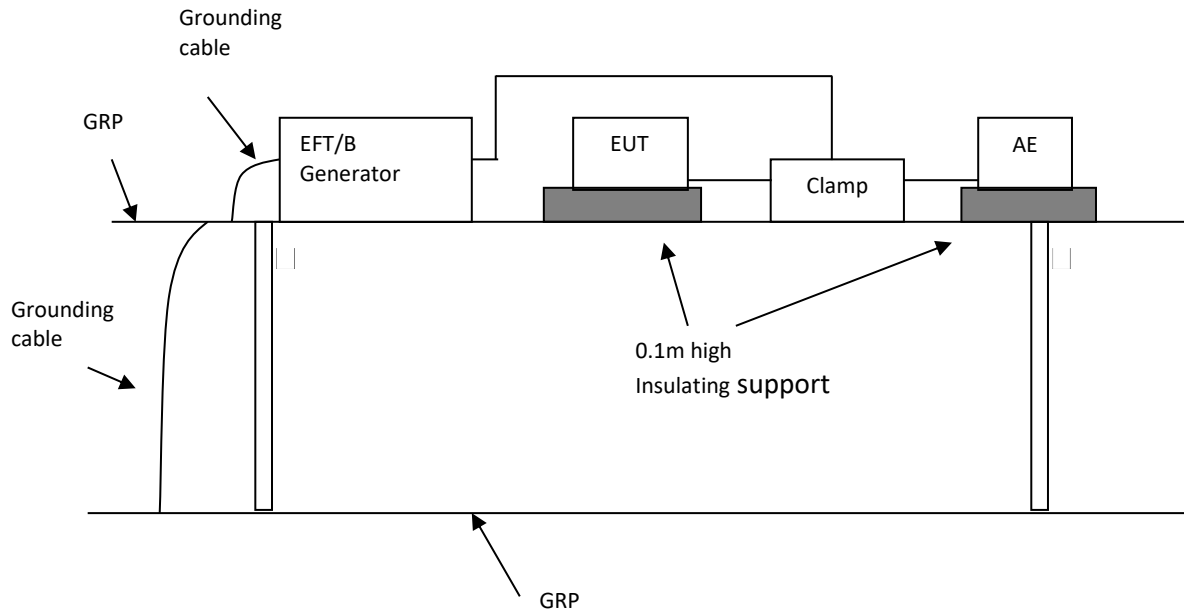 Grounding
cable
GRP
EFT/B
Generator
EUT
Clamp
AE
Grounding
cable
0.1m high
Insulating support
GRP